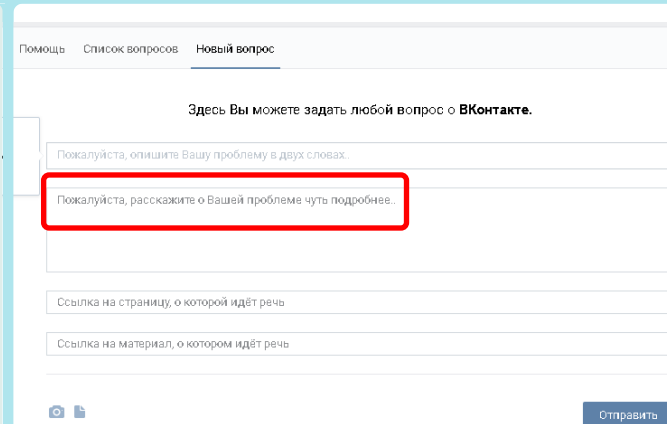 Помощь Список вопросов Новый вопрос
Здесь Вы можете задать любой вопрос о ВКонтакте.
Пожалуйста, опишите Вашу проблему в двух словах..
Пожалуйста, расскажите о Вашей проблеме чуть подробнее..
Ссылка на страницу, о которой идёт речь
Ссылка на материал, о котором идёт речь
Отправить